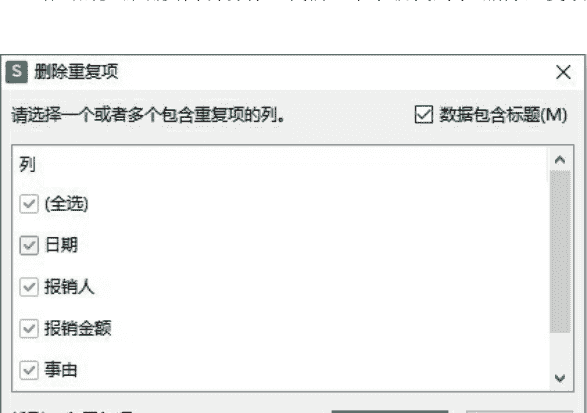 S 删除重复项
请选择一个或者多个包含重复项的列。 数据包含标题(M)
列
(全选)
日期
报销人
报销金额
事由